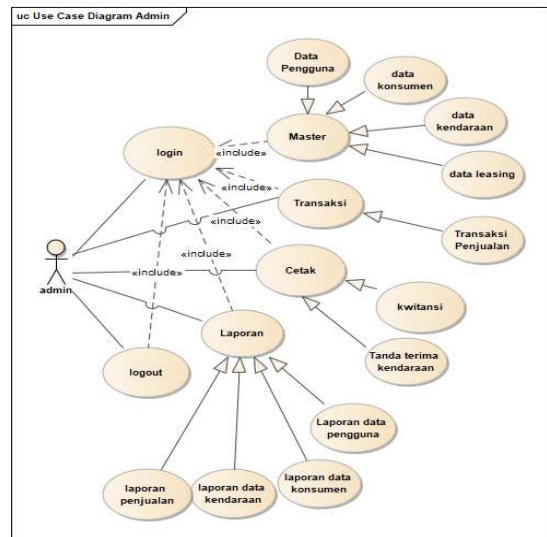 uc Use Case Diagram Admin
Data
Pengguna
data
konsumen
data
kendaraan
data leasing
Master
login
«include»
«include»
Transaksi
Transaksi
Penjualan
«include»
«include»
«include»
Cetak
kwitansi
Tanda terima
kendaraan
admin
Laporan
logout
Laporan data
pengguna
laporan data
konsumen
laporan data
kendaraan
laporan
penjualan